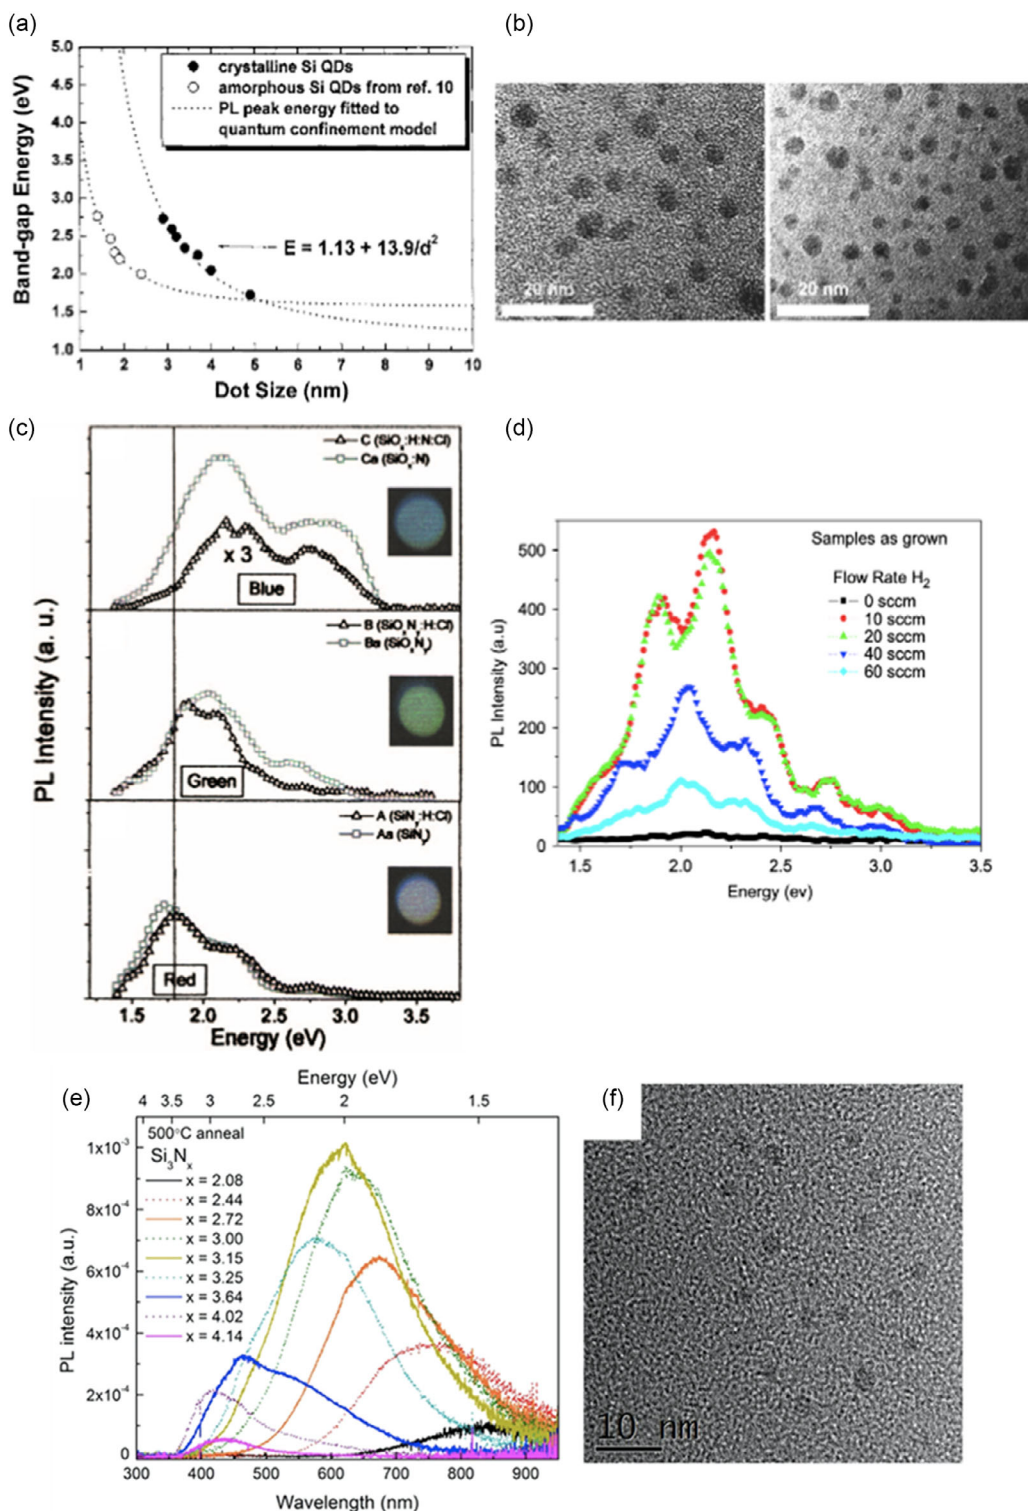 (a)
5.0
4.5
4.0
3.5
3.0
2.5
2.0
1.5
1.0
Band-gap Energy (eV)
crystalline Si QDs
amorphous Si QDs from ref. 10
PL peak energy fitted to
quantum confinement model
E = 1.13 + 13.9/d²
1 2 3 4 5 6 7 8 9 10
Dot Size (nm)
(b)
20 nm
20 nm
(c)
PL Intensity (a. u.)
C (SiOₓ:H:N:Cl)
Ca (SiOₓ:N)
x 3
Blue
B (SiOₓNᵧ:H:Cl)
Ba (SiOₓNᵧ)
Green
A (SiNᵧ:H:Cl)
Aa (SiNᵧ)
Red
1.5 2.0 2.5 3.0 3.5
Energy (eV)
(d)
Samples as grown
Flow Rate H₂
0 sccm
10 sccm
20 sccm
40 sccm
60 sccm
500
400
300
200
100
0
PL Intensity (a.u)
1.5 2.0 2.5 3.0 3.5
Energy (ev)
(e)
Energy (eV)
4 3.5 3 2.5 2 1.5
500°C anneal
Si₃Nₓ
x = 2.08
x = 2.44
x = 2.72
x = 3.00
x = 3.15
x = 3.25
x = 3.64
x = 4.02
x = 4.14
1x10⁻³
8x10⁻⁴
6x10⁻⁴
4x10⁻⁴
2x10⁻⁴
0
PL intensity (a.u.)
300 400 500 600 700 800 900
Wavelength (nm)
(f)
10 nm